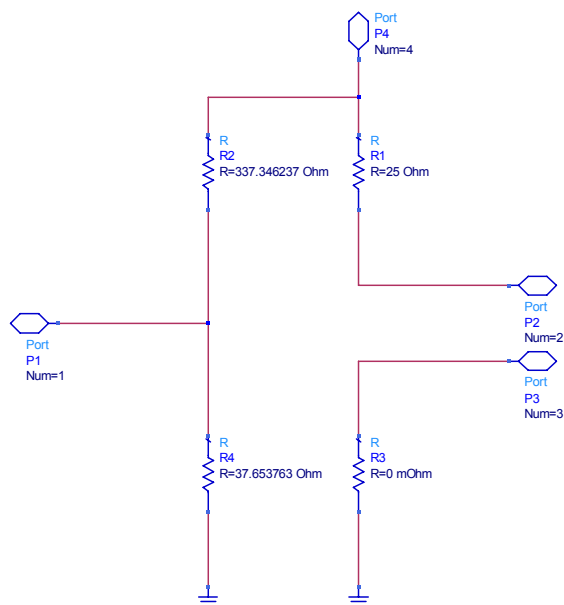 Port
P4
Num=4
R
R2
R=337.346237 Ohm
R
R1
R=25 Ohm
Port
P1
Num=1
Port
P2
Num=2
Port
P3
Num=3
R
R4
R=37.653763 Ohm
R
R3
R=0 mOhm